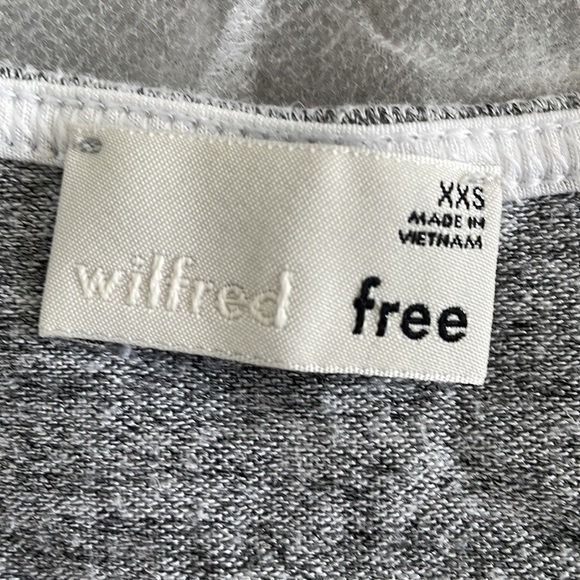 XXS
MADE IN
VIETNAM
wilfred free